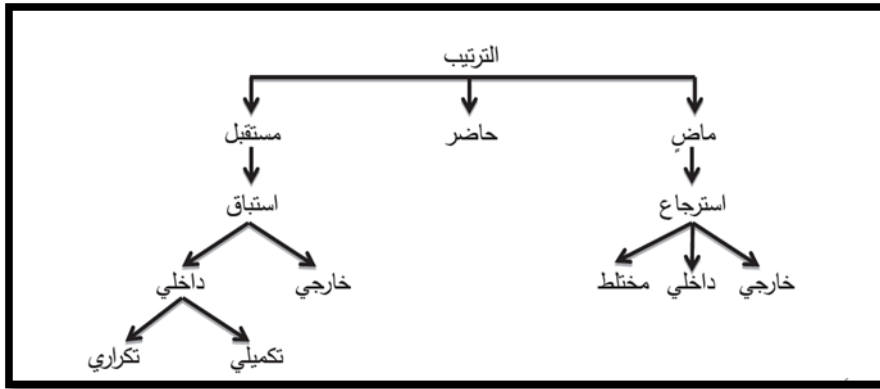 الترتيب
ماضٍ حاضر مستقبل
استرجاع استباق
خارجي داخلي مختلط خارجي داخلي
تكميلي تكراري